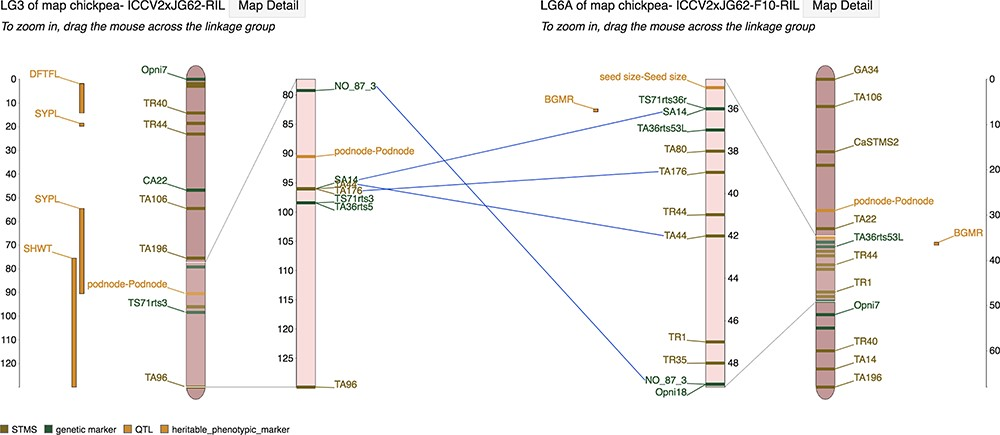 LG3 of map chickpea- ICCV2xJG62-RIL Map Detail
To zoom in, drag the mouse across the linkage group
LG6A of map chickpea- ICCV2xJG62-F10-RIL Map Detail
To zoom in, drag the mouse across the linkage group
0
10
20
30
40
50
60
70
80
90
100
110
120
DFTFL
SYPL
SYPL
SHWT
Opni7
TR40
TR44
CA22
TA106
TA196
podnode-Podnode
TS71rts3
TA96
80
85
90
95
100
105
110
115
120
125
NO_87_3
podnode-Podnode
SA14
TA44
TA176
TS71rts3
TA36rts5
TA96
BGMR
seed size-Seed size
TS71rts36r
SA14
TA36rts53L
TA80
TA176
TR44
TA44
TR1
TR35
NO_87_3
Opni18
36
38
40
42
44
46
48
GA34
TA106
CaSTMS2
podnode-Podnode
TA22
TA36rts53L
TR44
TR1
Opni7
TR40
TA14
TA196
BGMR
0
10
20
30
40
50
60
STMS genetic marker QTL heritable_phenotypic_marker